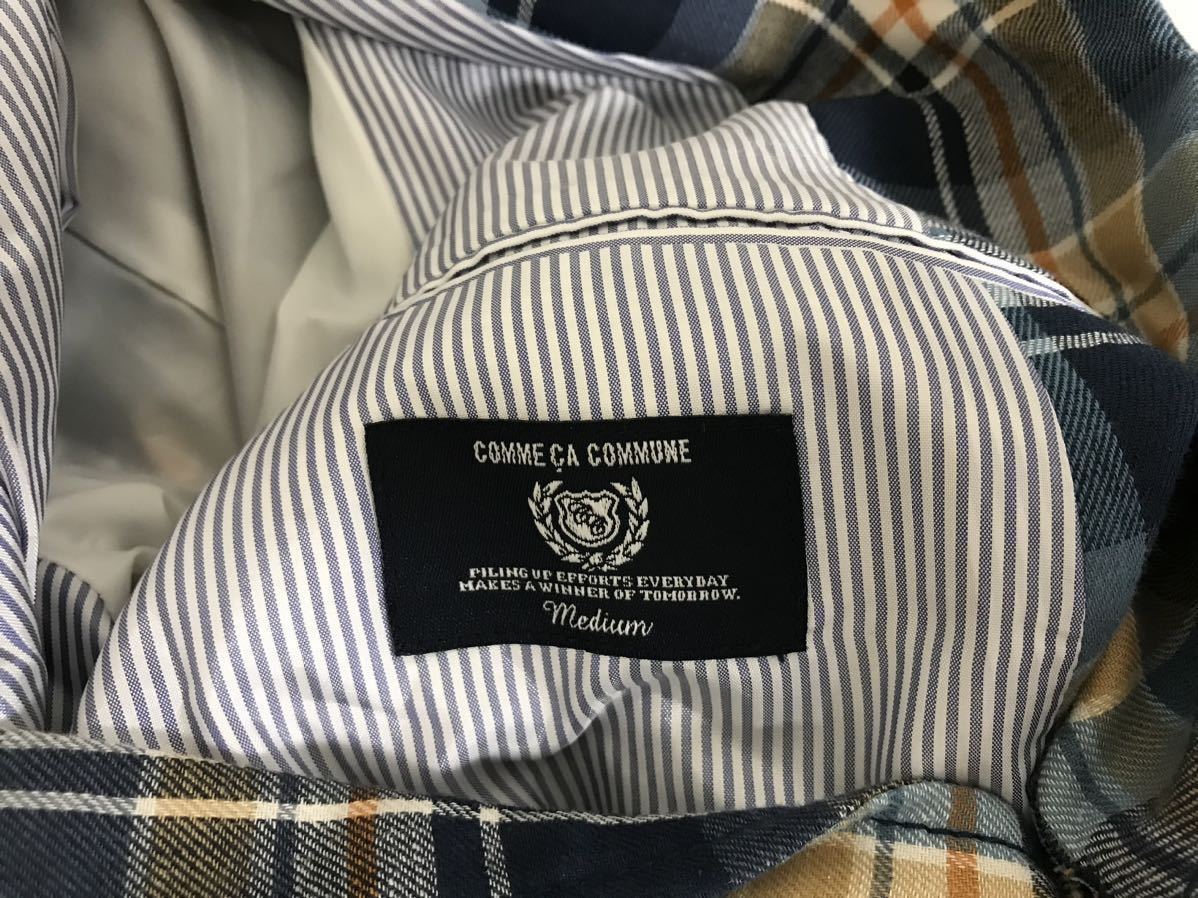 COMME ÇA COMMUNE
PILING UP EFFORTS EVERYDAY
MAKES A WINNER OF TOMORROW.
Medium